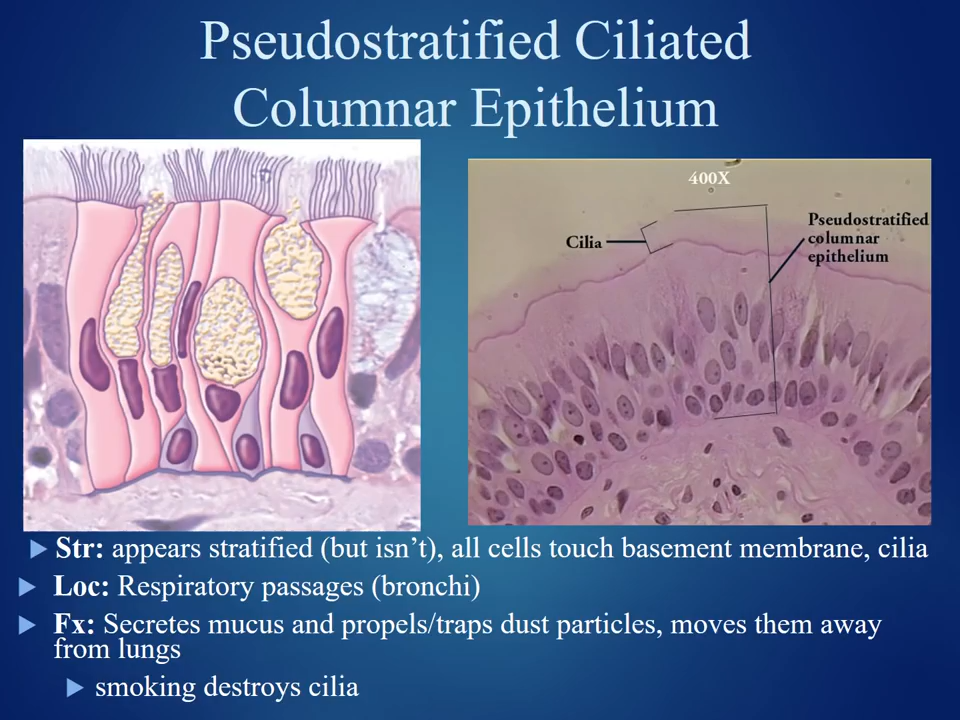 Pseudostratified Ciliated
Columnar Epithelium
400X
Cilia
Pseudostratified
columnar
epithelium
Str: appears stratified (but isn’t), all cells touch basement membrane, cilia
Loc: Respiratory passages (bronchi)
Fx: Secretes mucus and propels/traps dust particles, moves them away
from lungs
smoking destroys cilia